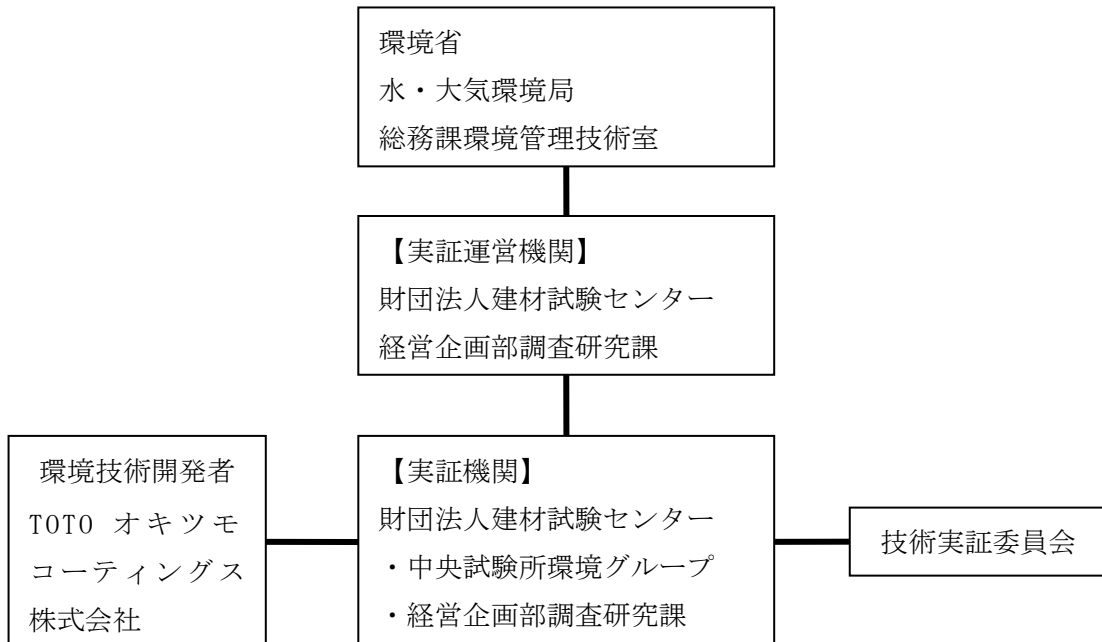 環境省
水・大気環境局
総務課環境管理技術室
【実証運営機関】
財団法人建材試験センター
経営企画部調査研究課
環境技術開発者
TOTO オキツモ
コーティングス
株式会社
【実証機関】
財団法人建材試験センター
・中央試験所環境グループ
・経営企画部調査研究課
技術実証委員会